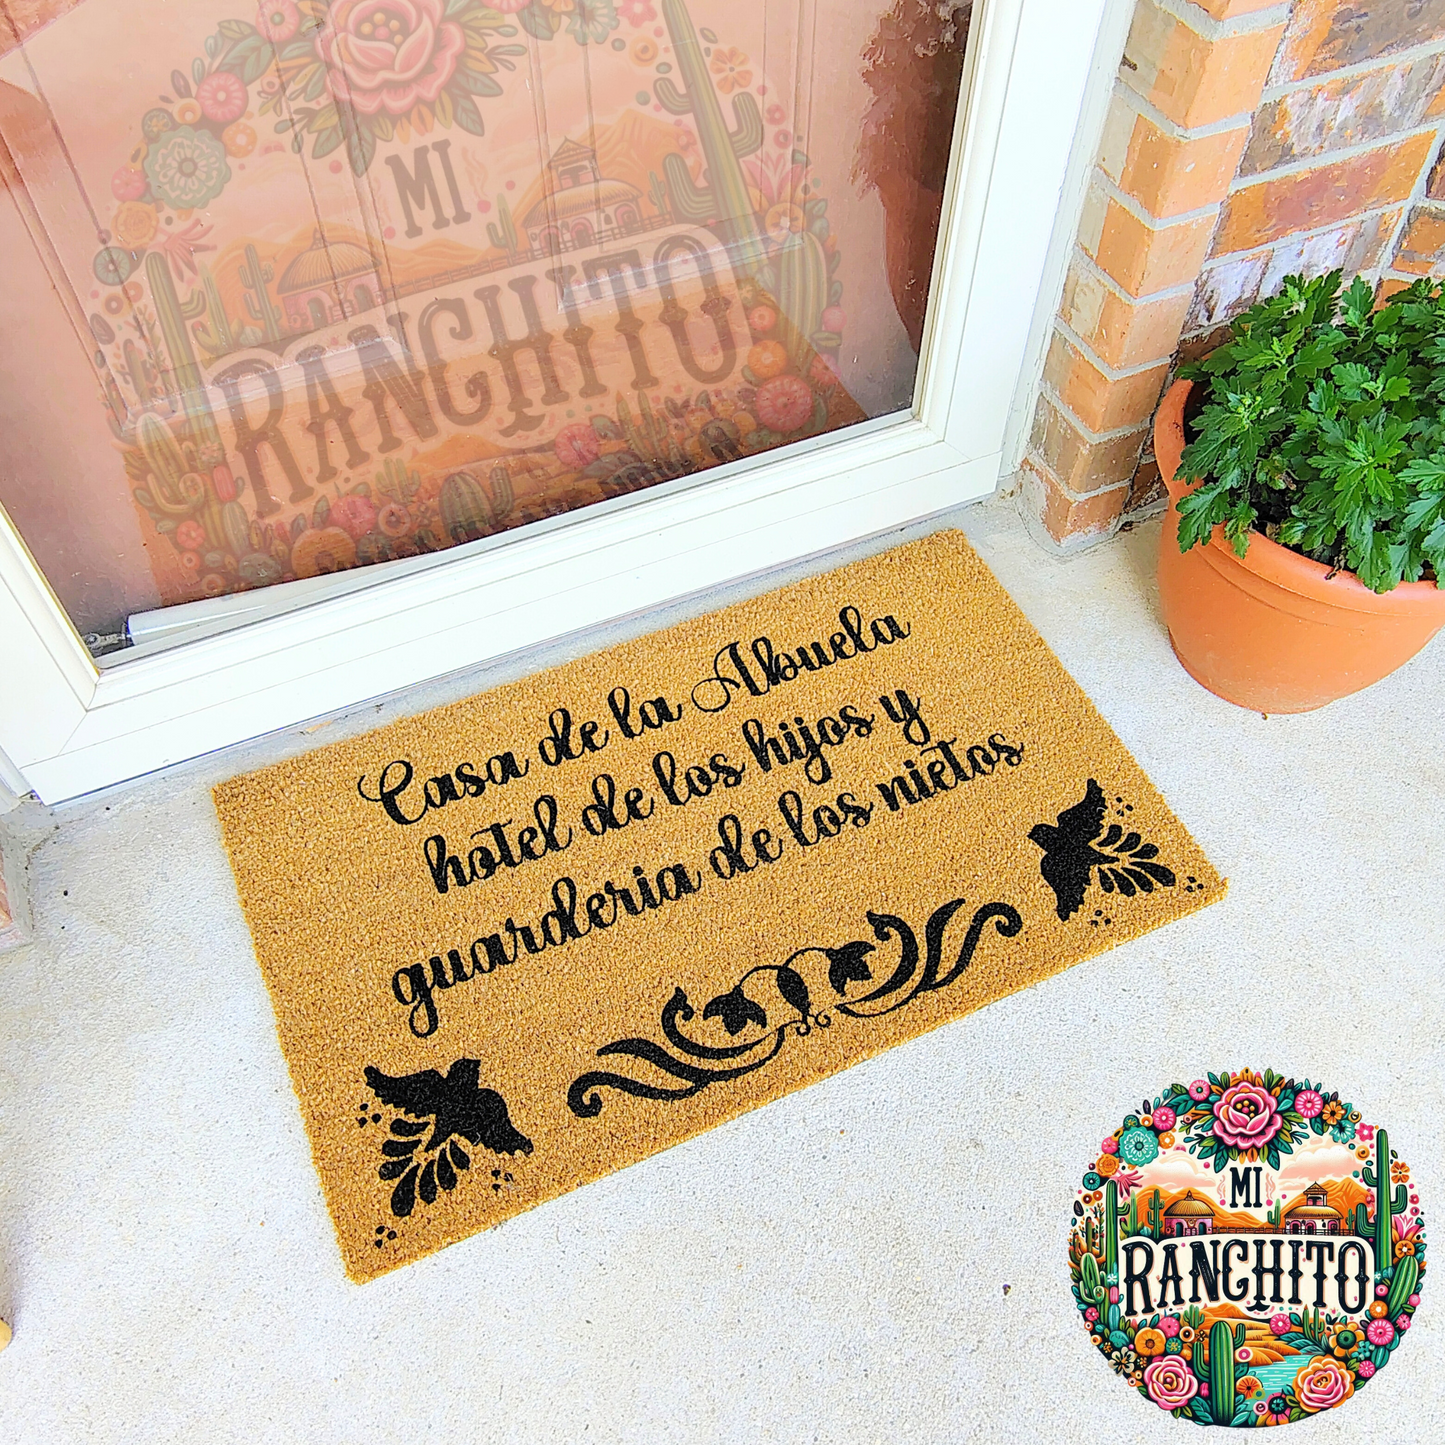 MI
RANCHITO
Casa de la Abuela
hotel de los hijos y
guarderia de los nietos
MI
RANCHITO